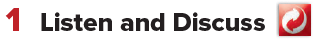 1 Listen and Discuss